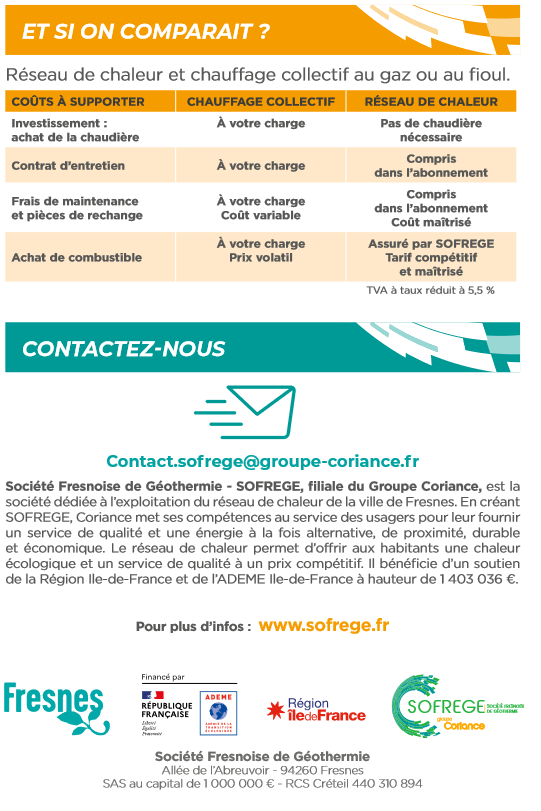 ET SI ON COMPARAIT ?
Réseau de chaleur et chauffage collectif au gaz ou au fioul.
COÛTS À SUPPORTER CHAUFFAGE COLLECTIF RÉSEAU DE CHALEUR
Investissement :
achat de la chaudière
À votre charge
Pas de chaudière
nécessaire
Contrat d'entretien
À votre charge
Compris
dans l'abonnement
Frais de maintenance
et pièces de rechange
À votre charge
Coût variable
Compris
dans l'abonnement
Coût maîtrisé
Achat de combustible
À votre charge
Prix volatil
Assuré par SOFREGE
Tarif compétitif
et maîtrisé
TVA à taux réduit à 5,5 %
CONTACTEZ-NOUS
Contact.sofrege@groupe-coriance.fr
Société Fresnoise de Géothermie - SOFREGE, filiale du Groupe Coriance, est la
société dédiée à l'exploitation du réseau de chaleur de la ville de Fresnes. En créant
SOFREGE, Coriance met ses compétences au service des usagers pour leur fournir
un service de qualité et une énergie à la fois alternative, de proximité, durable
et économique. Le réseau de chaleur permet d'offrir aux habitants une chaleur
écologique et un service de qualité à un prix compétitif. Il bénéficie d'un soutien
de la Région Ile-de-France et de l'ADEME Ile-de-France à hauteur de 1 403 036 €.
Pour plus d'infos : www.sofrege.fr
Fresnes
Financé par
RÉPUBLIQUE
FRANÇAISE
Liberté
Égalité
Fraternité
ADEME
AGENCE DE LA
TRANSITION
ÉCOLOGIQUE
Région
îledeFrance
SOFREGE
SOCIÉTÉ FRESNOISE
DE GÉOTHERMIE
groupe
Coriance
Société Fresnoise de Géothermie
Allée de l'Abreuvoir - 94260 Fresnes
SAS au capital de 1 000 000 € - RCS Créteil 440 310 894